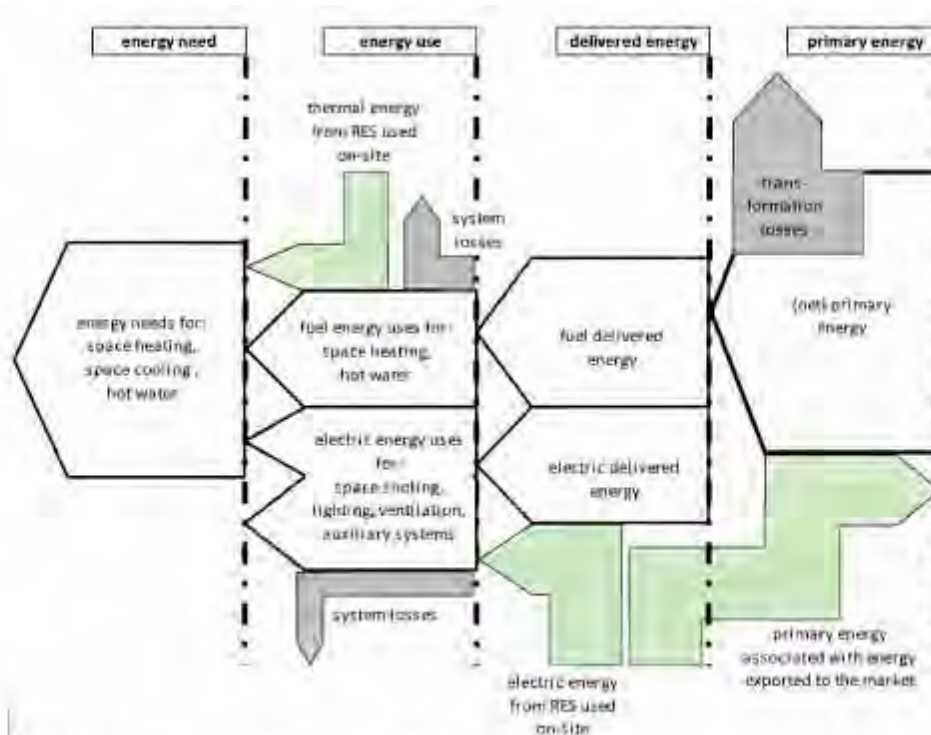 energy need
energy use
delivered energy
primary energy
thermal energy
from RES used
on-site
system
losses
trans-
formation
losses
energy needs for:
space heating,
space cooling,
hot water
fuel energy uses for:
space heating,
hot water
fuel delivered
energy
(net) primary
Energy
electric energy uses
for:
space cooling,
lighting, ventilation,
auxiliary systems
electric delivered
energy
system losses
electric energy
from RES used
on-site
primary energy
associated with energy
exported to the market